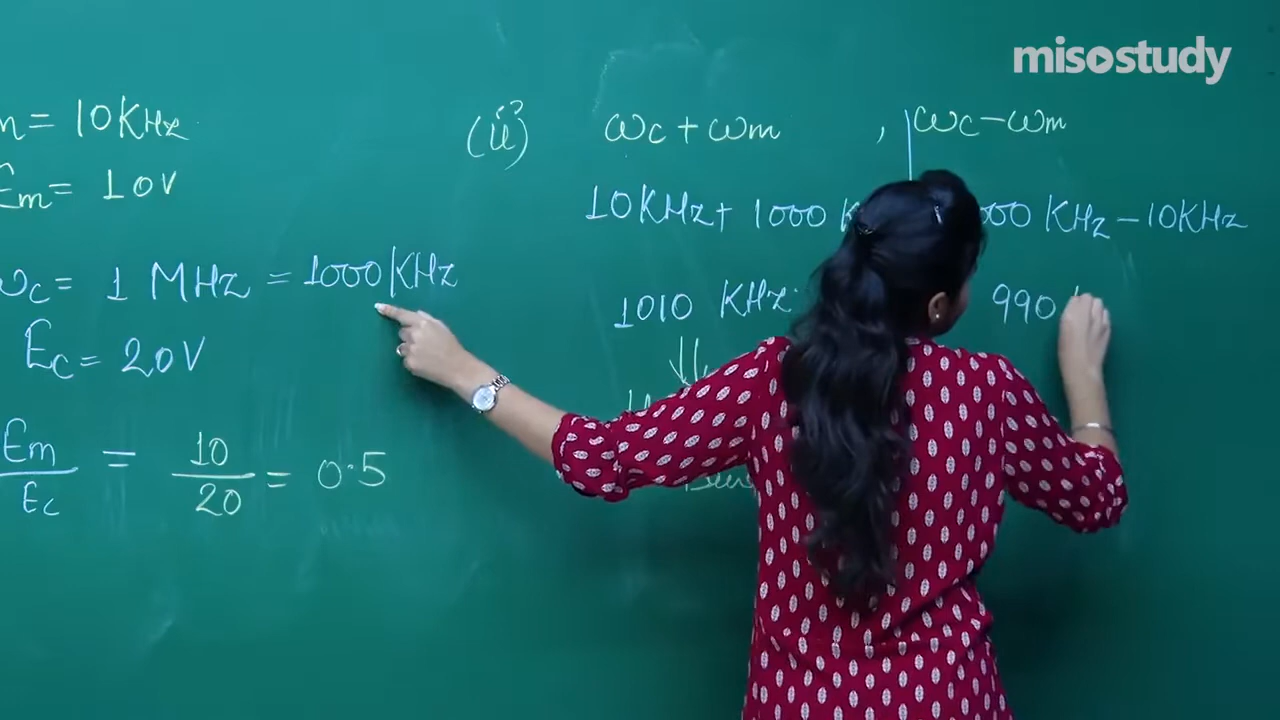 misostudy
m = 10KHz
Em = 10V
ωc = 1 MHz = 1000 KHz
Ec = 20V
Em/Ec = 10/20 = 0.5
(ii) ωc + ωm , ωc - ωm
10KHz + 1000 K 000 KHz - 10KHz
1010 KHz 990